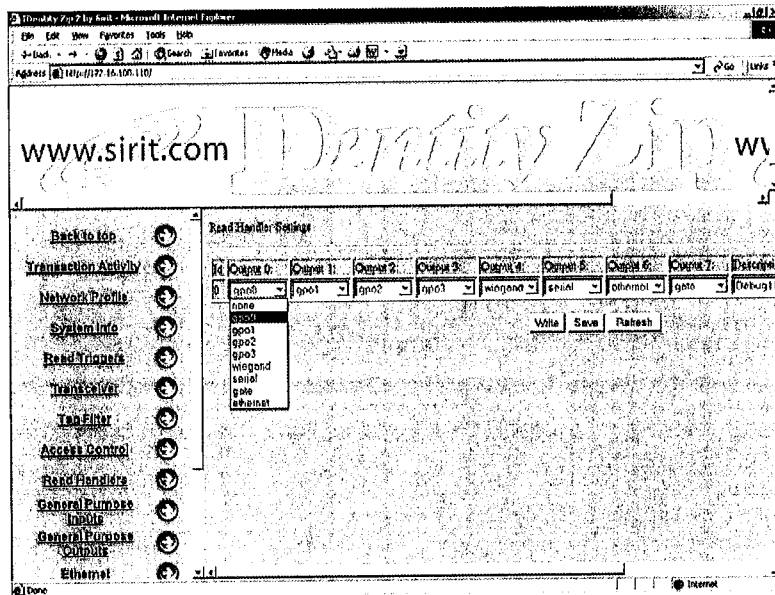 IDentity Zip 2 by Sirit - Microsoft Internet Explorer
File Edit View Favorites Tools Help
Back Search Favorites Media
Address http://172.16.100.110/ Go Links
www.sirit.com IDentity Zip
Back to top
Transaction Activity
Network Profile
System Info
Read Triggers
Transceiver
Tag Filter
Access Control
Read Handlers
General Purpose
Inputs
General Purpose
Outputs
Ethernet
Read Handler Settings
Id Output 0: Output 1: Output 2: Output 3: Output 4: Output 5: Output 6: Output 7:
0 gpo0 gpo1 gpo2 gpo3 wiegand serial ethernet gate
none
gpo0
gpo1
gpo2
gpo3
wiegand
serial
gate
ethernet
Write Save Refresh
Done Internet